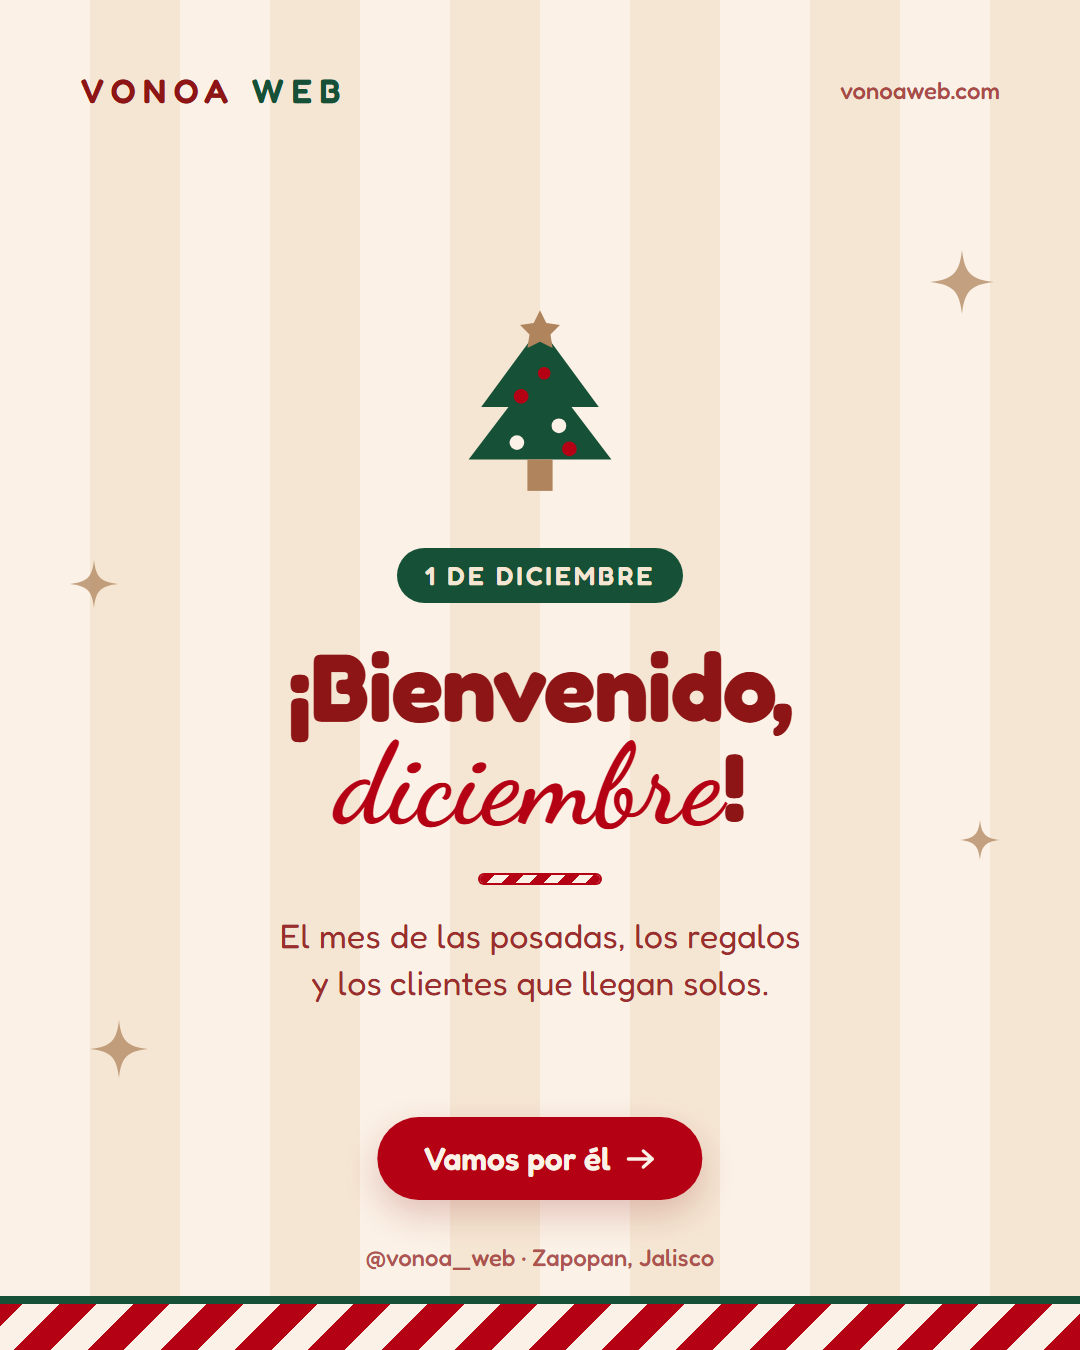 VONOA WEB
vonoaweb.com
1 DE DICIEMBRE
¡Bienvenido,
diciembre!
El mes de las posadas, los regalos
y los clientes que llegan solos.
Vamos por él →
@vonoa__web · Zapopan, Jalisco